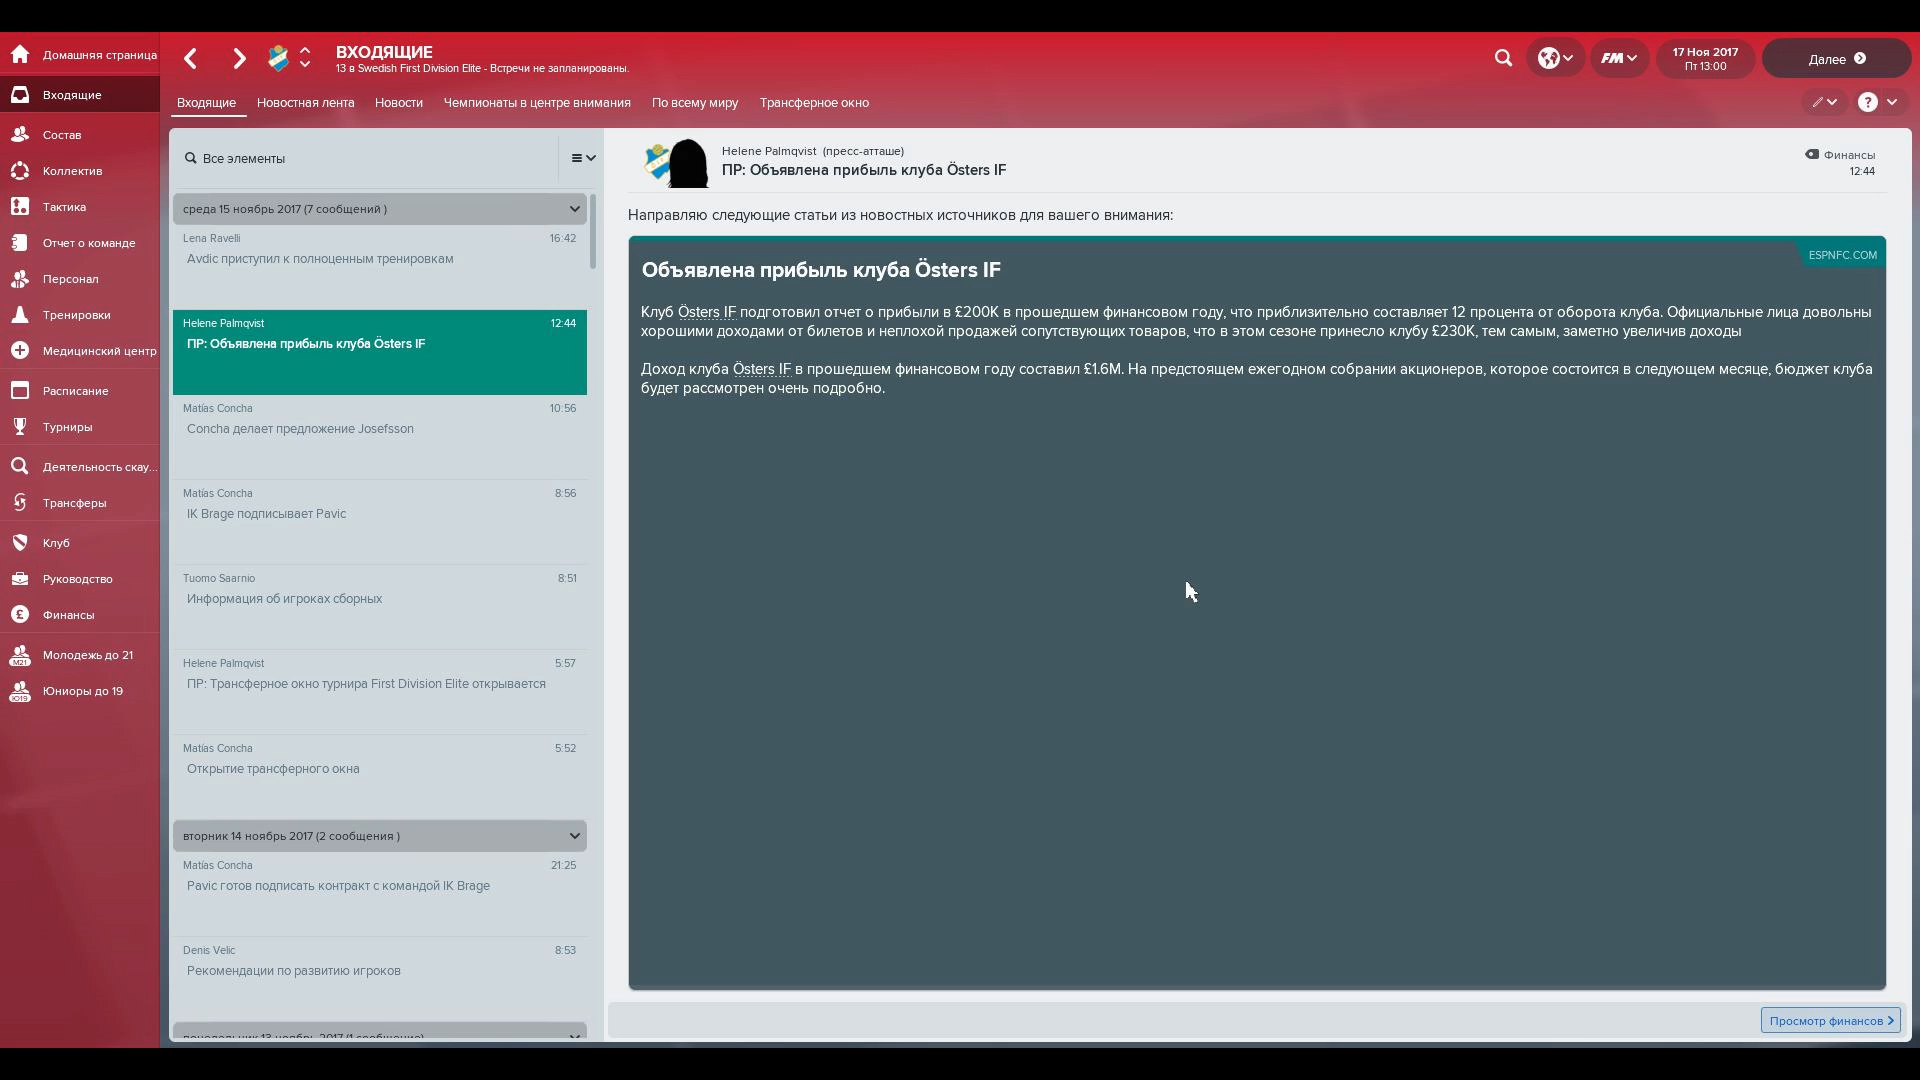 Домашняя страница
Входящие
Состав
Коллектив
Тактика
Отчет о команде
Персонал
Тренировки
Медицинский центр
Расписание
Турниры
Деятельность скау...
Трансферы
Клуб
Руководство
Финансы
Молодежь до 21
Юниоры до 19
ВХОДЯЩИЕ
13 в Swedish First Division Elite - Встречи не запланированы.
FM
17 Ноя 2017
Пт 13:00
Далее
Входящие Новостная лента Новости Чемпионаты в центре внимания По всему миру Трансферное окно
Все элементы
среда 15 ноябрь 2017 (7 сообщений )
Lena Ravelli 16:42
Avdic приступил к полноценным тренировкам
Helene Palmqvist 12:44
ПР: Объявлена прибыль клуба Östers IF
Matías Concha 10:56
Concha делает предложение Josefsson
Matías Concha 8:56
IK Brage подписывает Pavic
Tuomo Saarnio 8:51
Информация об игроках сборных
Helene Palmqvist 5:57
ПР: Трансферное окно турнира First Division Elite открывается
Matías Concha 5:52
Открытие трансферного окна
вторник 14 ноябрь 2017 (2 сообщения )
Matías Concha 21:25
Pavic готов подписать контракт с командой IK Brage
Denis Velic 8:53
Рекомендации по развитию игроков
понедельник 13 ноябрь 2017 (1 сообщение)
Helene Palmqvist (пресс-атташе)
ПР: Объявлена прибыль клуба Östers IF
Финансы
12:44
Направляю следующие статьи из новостных источников для вашего внимания:
ESPNFC.COM
Объявлена прибыль клуба Östers IF
Клуб Östers IF подготовил отчет о прибыли в £200K в прошедшем финансовом году, что приблизительно составляет 12 процента от оборота клуба. Официальные лица довольны
хорошими доходами от билетов и неплохой продажей сопутствующих товаров, что в этом сезоне принесло клубу £230K, тем самым, заметно увеличив доходы
Доход клуба Östers IF в прошедшем финансовом году составил £1.6M. На предстоящем ежегодном собрании акционеров, которое состоится в следующем месяце, бюджет клуба
будет рассмотрен очень подробно.
Просмотр финансов